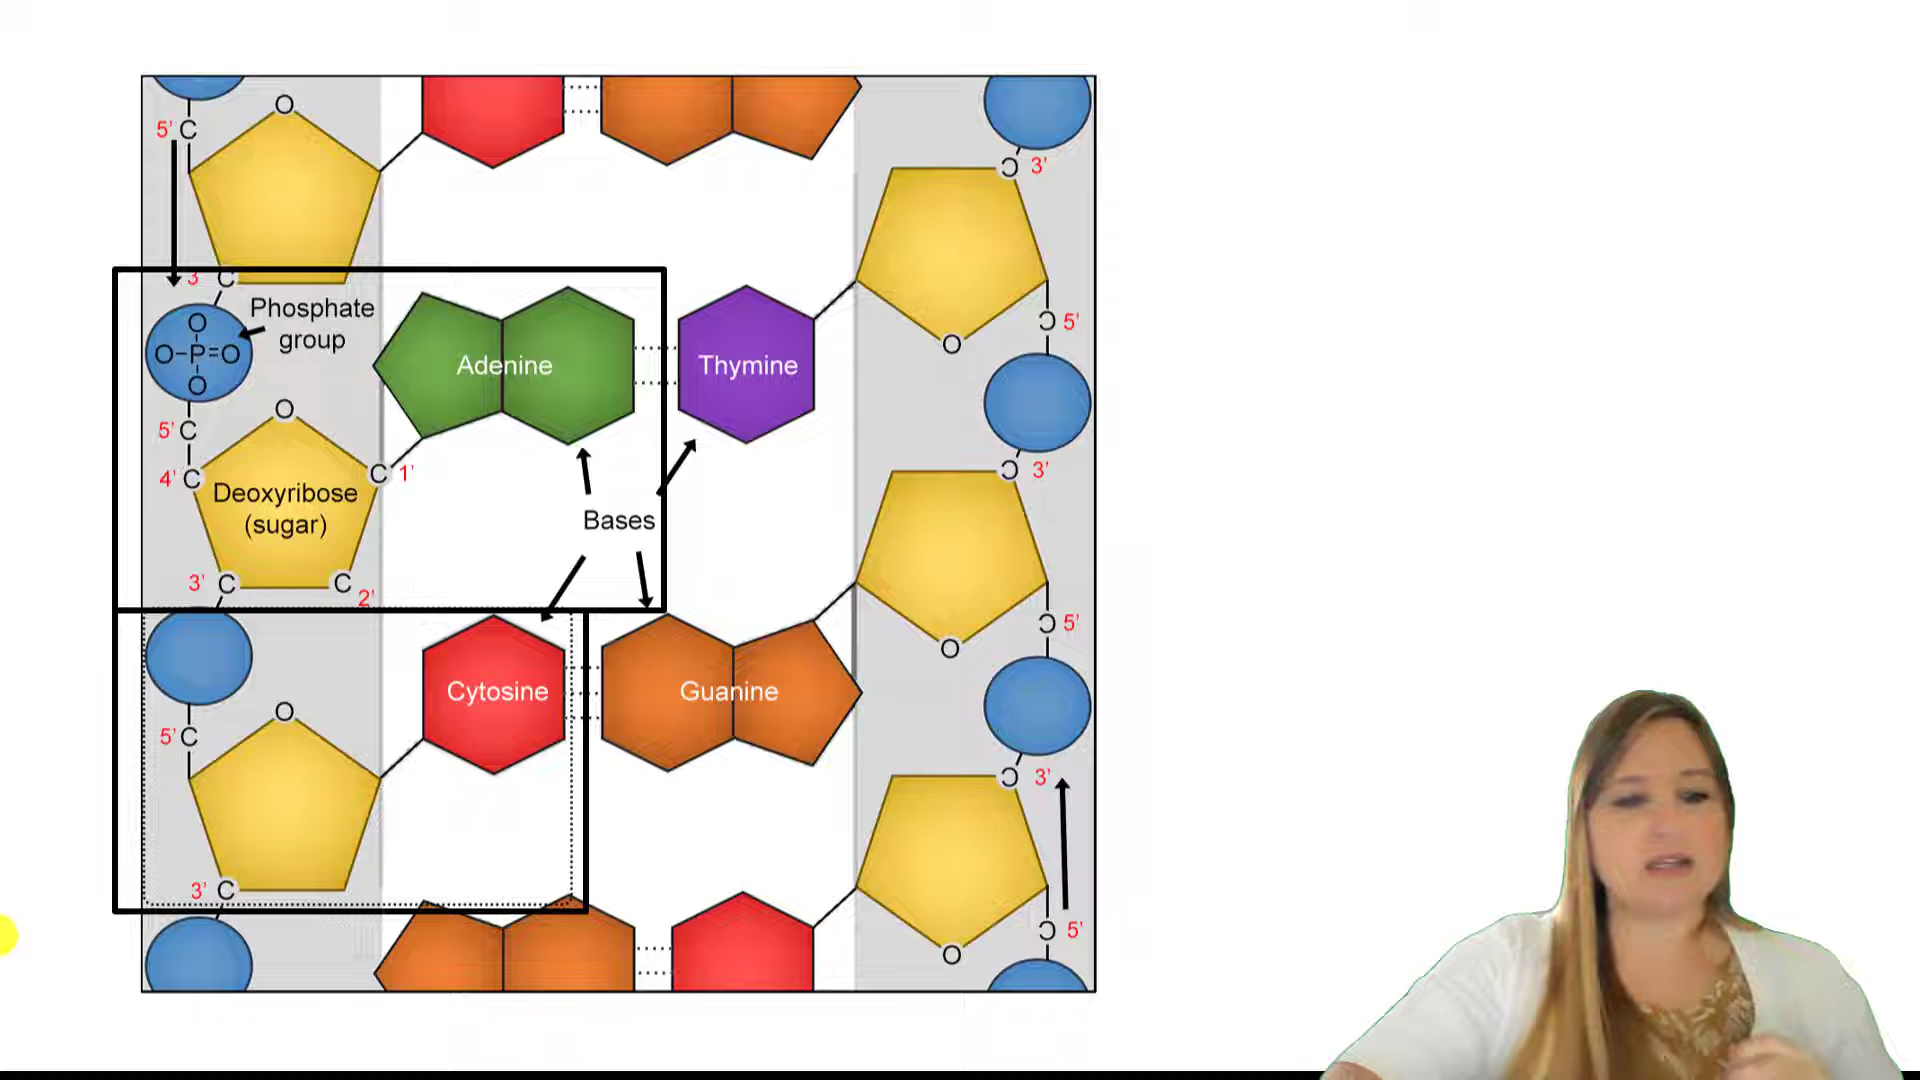 O
5' C
C 3'
3' C
Phosphate
group
O
O-P=O
O
Adenine
Thymine
C 5'
O
O
5' C
4' C
C 1'
C 3'
Deoxyribose
(sugar)
Bases
3' C
C
2'
C 5'
O
Cytosine
Guanine
O
5' C
C 3'
3' C
C 5'
O